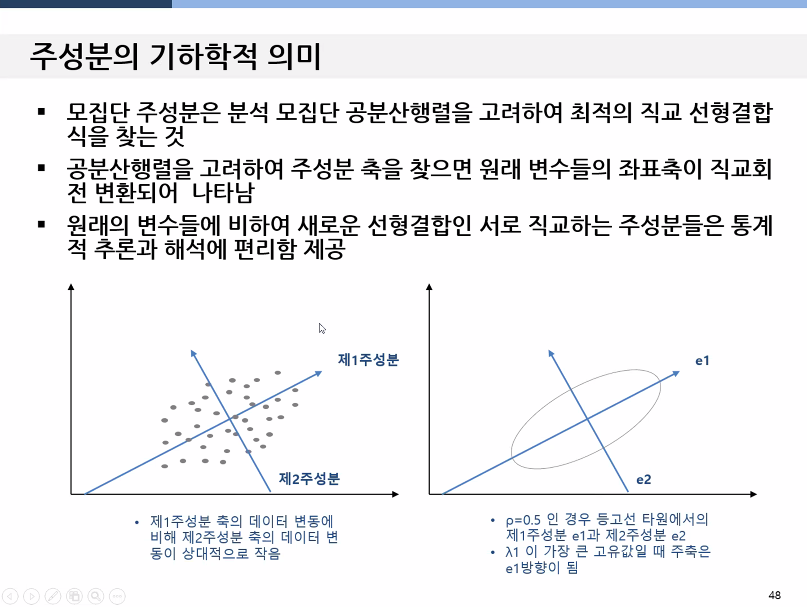 주성분의 기하학적 의미
▪ 모집단 주성분은 분석 모집단 공분산행렬을 고려하여 최적의 직교 선형결합
식을 찾는 것
▪ 공분산행렬을 고려하여 주성분 축을 찾으면 원래 변수들의 좌표축이 직교회
전 변환되어 나타남
▪ 원래의 변수들에 비하여 새로운 선형결합인 서로 직교하는 주성분들은 통계
적 추론과 해석에 편리함 제공
제1주성분
제2주성분
• 제1주성분 축의 데이터 변동에
비해 제2주성분 축의 데이터 변
동이 상대적으로 작음
e1
e2
• ρ=0.5 인 경우 등고선 타원에서의
제1주성분 e1과 제2주성분 e2
• λ1 이 가장 큰 고유값일 때 주축은
e1방향이 됨
48